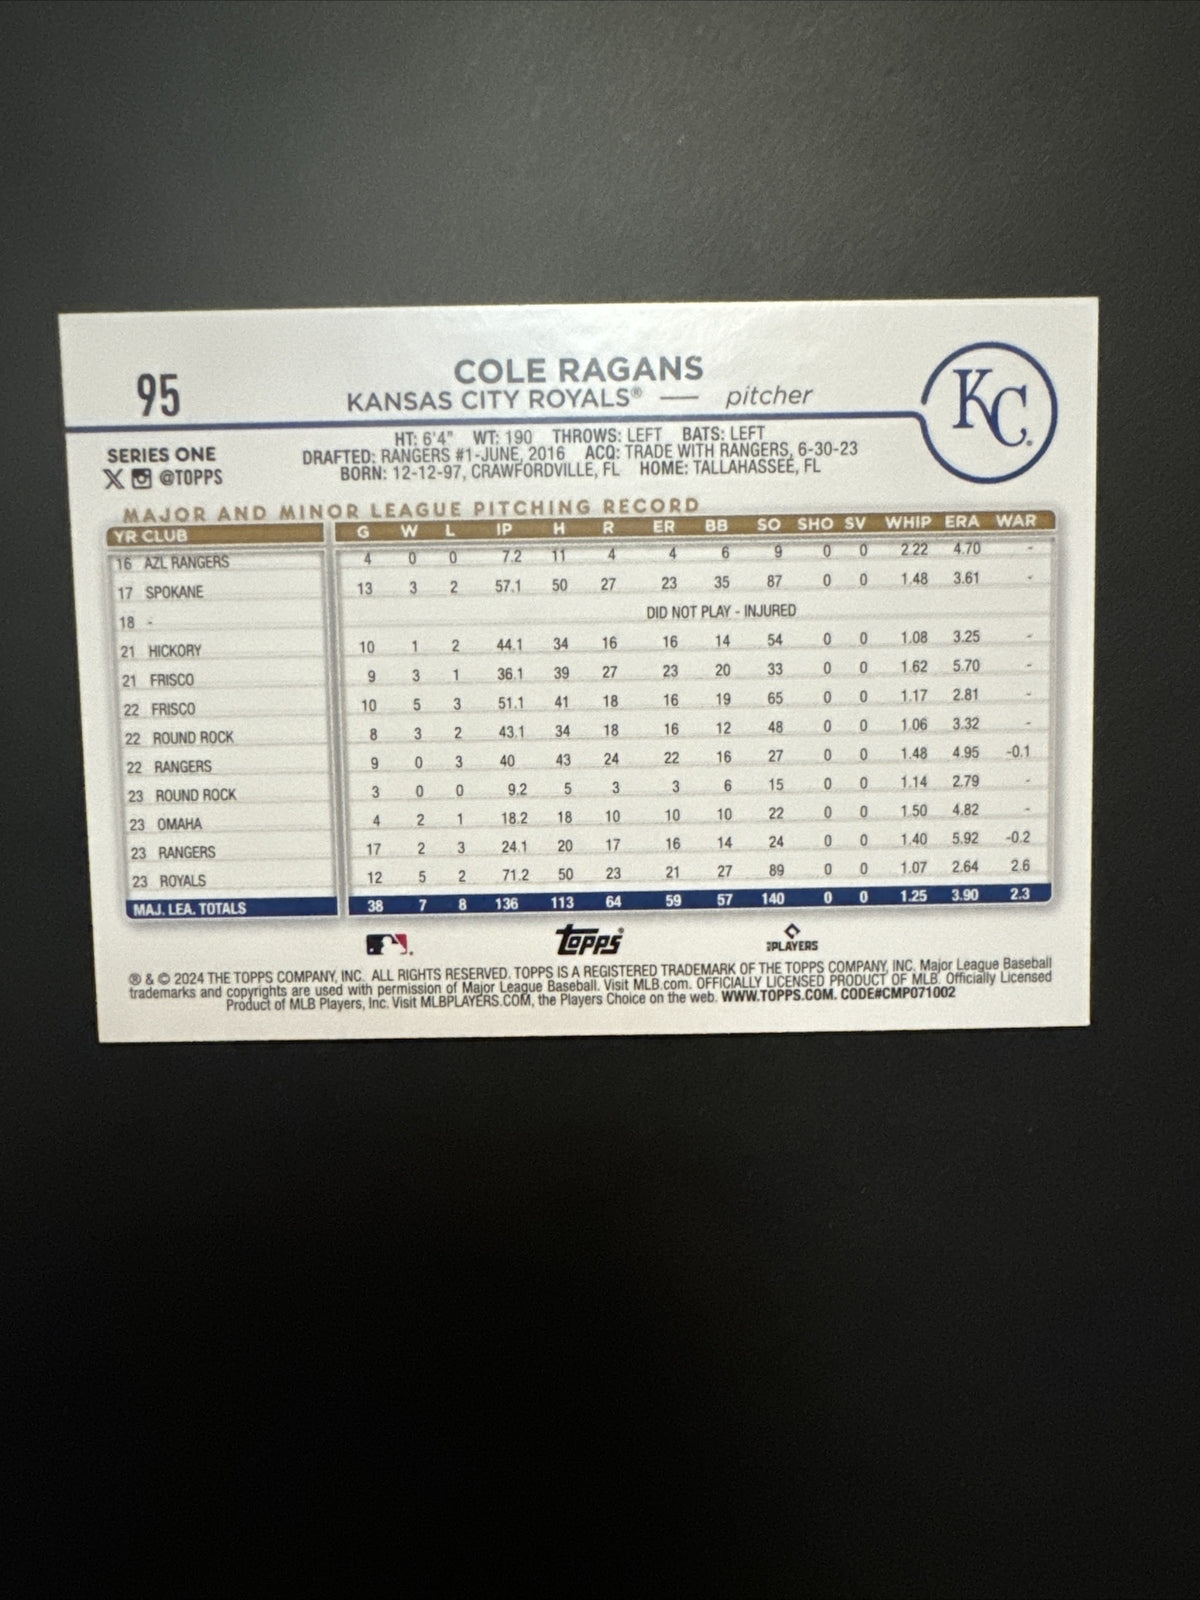 95
COLE RAGANS
KANSAS CITY ROYALS® — pitcher
KC
SERIES ONE
X @TOPPS
HT: 6'4" WT: 190 THROWS: LEFT BATS: LEFT
DRAFTED: RANGERS #1-JUNE, 2016 ACQ: TRADE WITH RANGERS, 6-30-23
BORN: 12-12-97, CRAWFORDVILLE, FL HOME: TALLAHASSEE, FL
MAJOR AND MINOR LEAGUE PITCHING RECORD
YR CLUB G W L IP H R ER BB SO SHO SV WHIP ERA WAR
16 AZL RANGERS 4 0 0 7.2 11 4 4 6 9 0 0 2.22 4.70 -
17 SPOKANE 13 3 2 57.1 50 27 23 35 87 0 0 1.48 3.61 -
18 - DID NOT PLAY - INJURED
21 HICKORY 10 1 2 44.1 34 16 16 14 54 0 0 1.08 3.25 -
21 FRISCO 9 3 1 36.1 39 27 23 20 33 0 0 1.62 5.70 -
22 FRISCO 10 5 3 51.1 41 18 16 19 65 0 0 1.17 2.81 -
22 ROUND ROCK 8 3 2 43.1 34 18 16 12 48 0 0 1.06 3.32 -
22 RANGERS 9 0 3 40 43 24 22 16 27 0 0 1.48 4.95 -0.1
23 ROUND ROCK 3 0 0 9.2 5 3 3 6 15 0 0 1.14 2.79 -
23 OMAHA 4 2 1 18.2 18 10 10 10 22 0 0 1.50 4.82 -
23 RANGERS 17 2 3 24.1 20 17 16 14 24 0 0 1.40 5.92 -0.2
23 ROYALS 12 5 2 71.2 50 23 21 27 89 0 0 1.07 2.64 2.6
MAJ. LEA. TOTALS 38 7 8 136 113 64 59 57 140 0 0 1.25 3.90 2.3
Topps®
PLAYERS
® & © 2024 THE TOPPS COMPANY, INC. ALL RIGHTS RESERVED. TOPPS IS A REGISTERED TRADEMARK OF THE TOPPS COMPANY, INC. Major League Baseball
trademarks and copyrights are used with permission of Major League Baseball. Visit MLB.com. OFFICIALLY LICENSED PRODUCT OF MLB. Officially Licensed
Product of MLB Players, Inc. Visit MLBPLAYERS.COM, the Players Choice on the web. WWW.TOPPS.COM. CODE#CMP071002